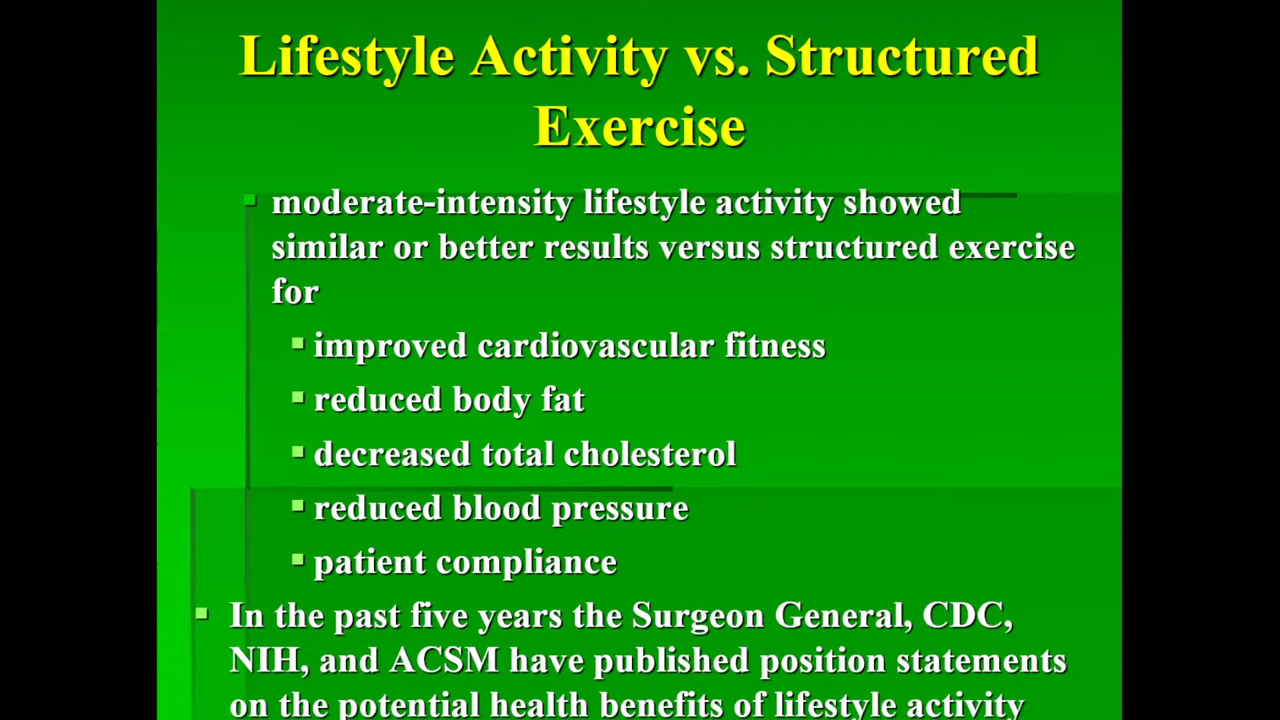 Lifestyle Activity vs. Structured
Exercise
moderate-intensity lifestyle activity showed
similar or better results versus structured exercise
for
improved cardiovascular fitness
reduced body fat
decreased total cholesterol
reduced blood pressure
patient compliance
In the past five years the Surgeon General, CDC,
NIH, and ACSM have published position statements
on the potential health benefits of lifestyle activity